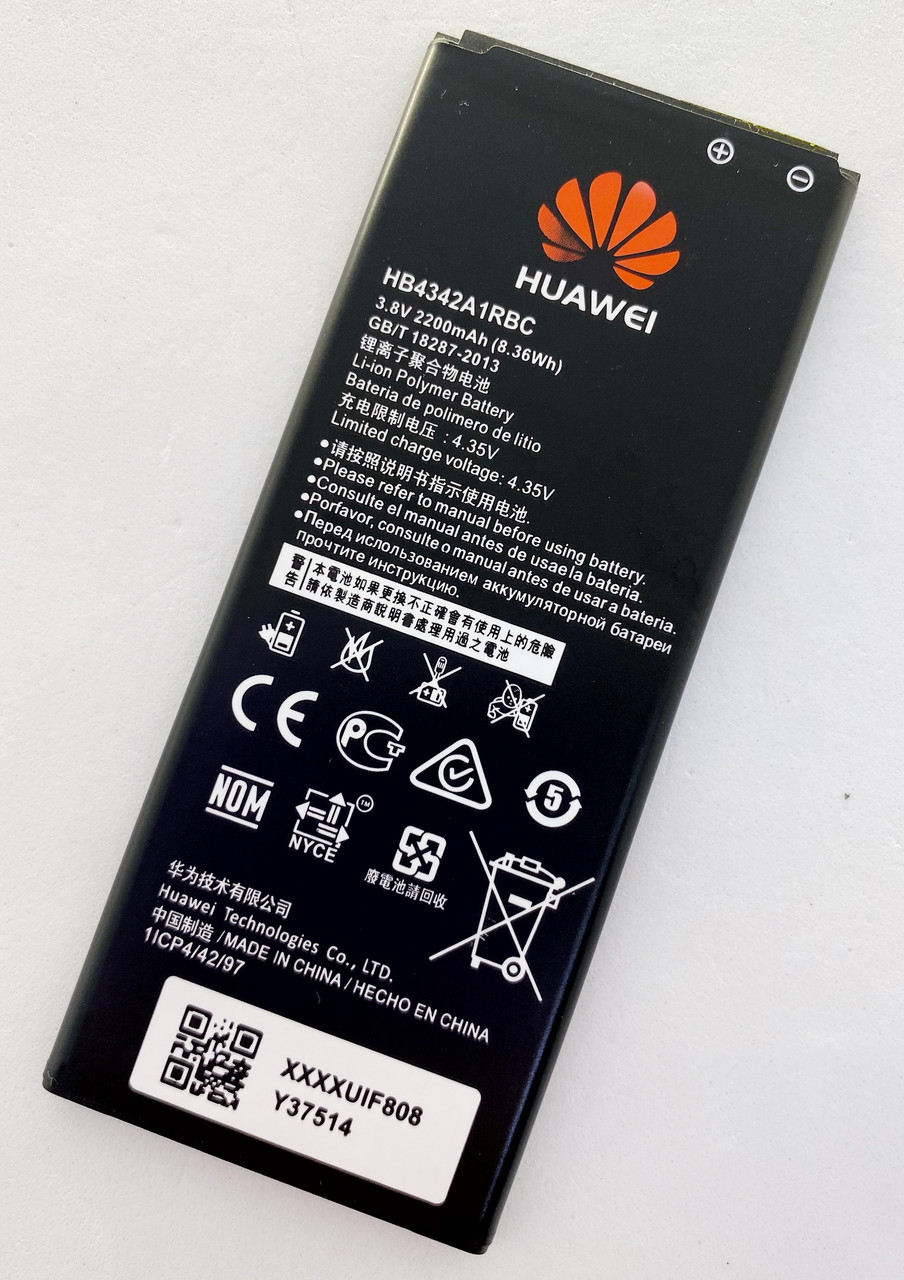 HUAWEI
HB4342A1RBC
3.8V 2200mAh (8.36Wh)
GB/T 18287-2013
锂离子聚合物电池
Li-ion Polymer Battery
Bateria de polimero de litio
充电限制电压 : 4.35V
Limited charge voltage: 4.35V
●请按照说明书指示使用电池.
●Please refer to manual before using battery.
●Consulte el manual antes de usae la bateria.
●Porfavor, consulte o manual antes de usar a bateria.
●Перед использованием аккумуляторной батареи
прочтите инструкцию.
警告 本電池如果更換不正確會有使用上的危險
請依製造商說明書處理用過之電池
CE
PCT
5
NOM
NYCE
TM
廢電池請回收
华为技术有限公司
Huawei Technologies Co., LTD.
中国制造 /MADE IN CHINA / HECHO EN CHINA
1ICP4/42/97
XXXXUIF808
Y37514